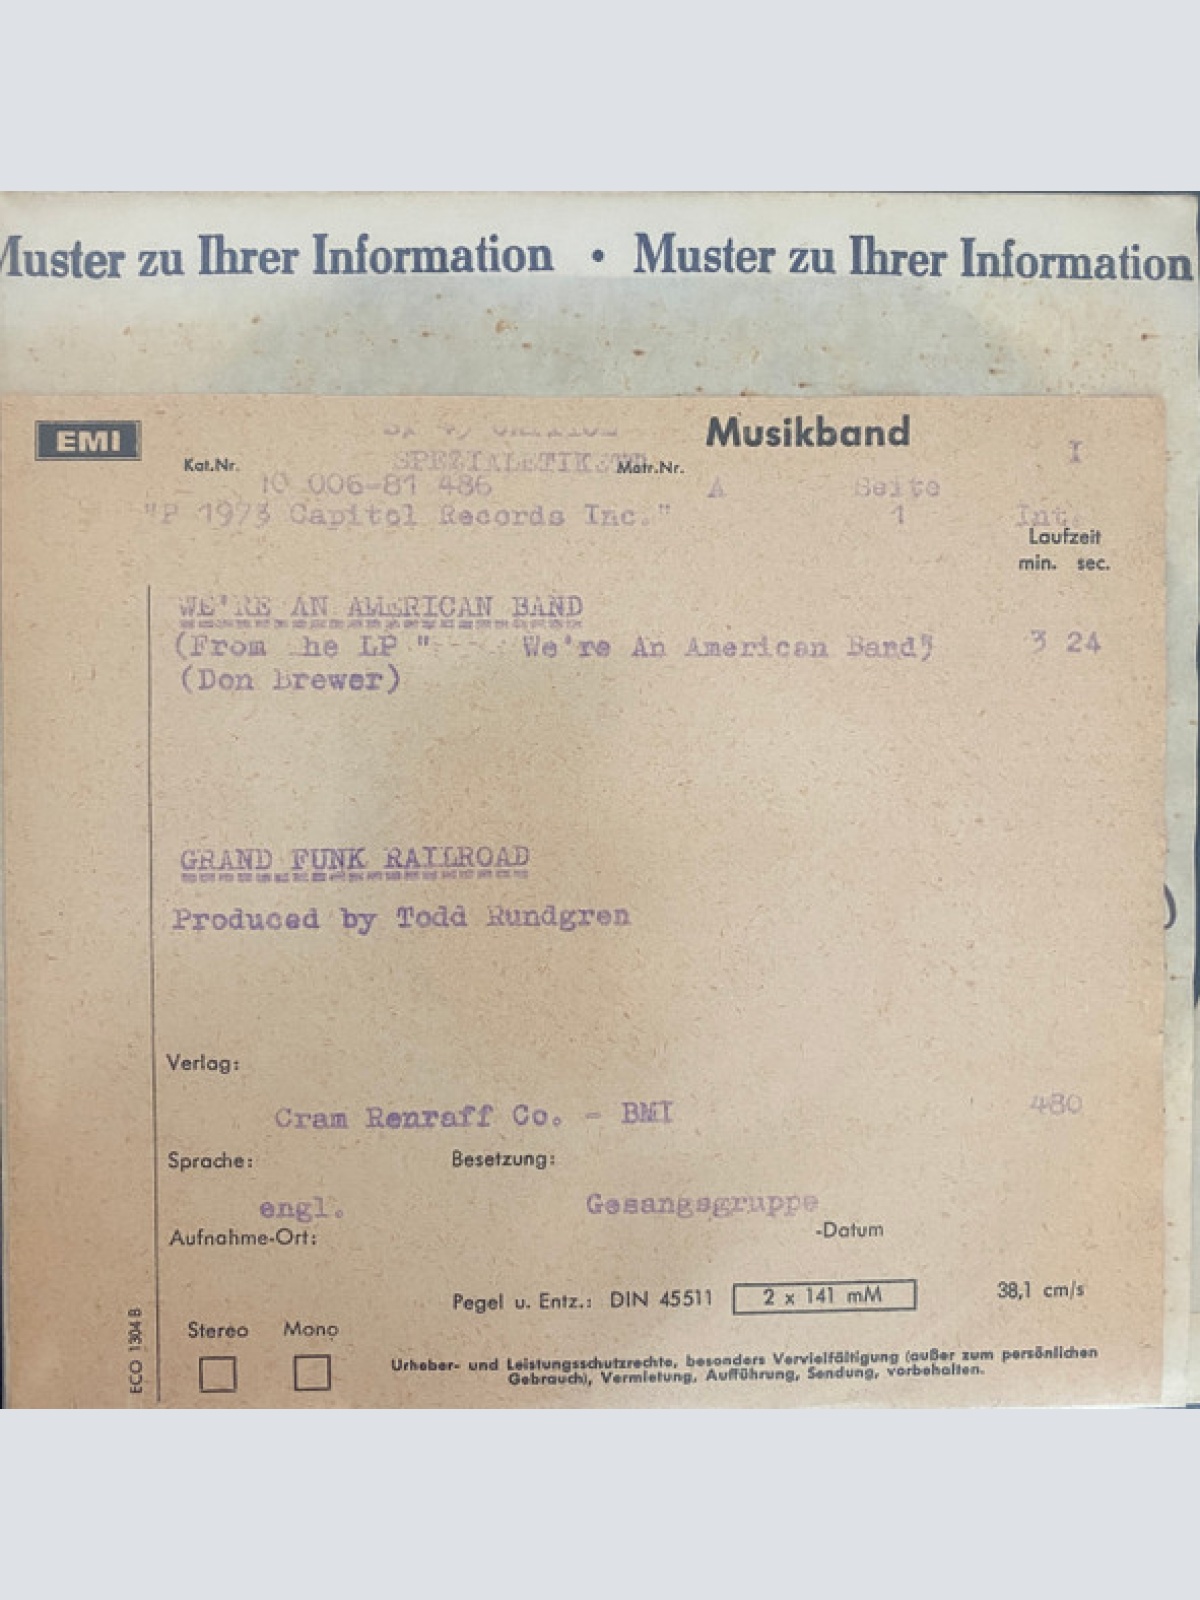 Muster zu Ihrer Information • Muster zu Ihrer Information
EMI
Musikband
I
Kat.Nr.
Matr.Nr.
006-81 486
A
Seite
"P 1973 Capitol Records Inc."
1
Int.
Laufzeit
min. sec.
WE'RE AN AMERICAN BAND
(From he LP " We're An American Band"
3 24
(Don Brewer)
GRAND FUNK RAILROAD
Produced by Todd Rundgren
Verlag:
Cram Renraff Co. - BMI
480
Sprache: Besetzung:
engl. Gesangsgruppe
Aufnahme-Ort: -Datum
Pegel u. Entz.: DIN 45511 2 x 141 mM 38,1 cm/s
Stereo Mono
ECO 1304 B
Urheber- und Leistungsschutzrechte, besonders Vervielfältigung (außer zum persönlichen
Gebrauch), Vermietung, Aufführung, Sendung, vorbehalten.